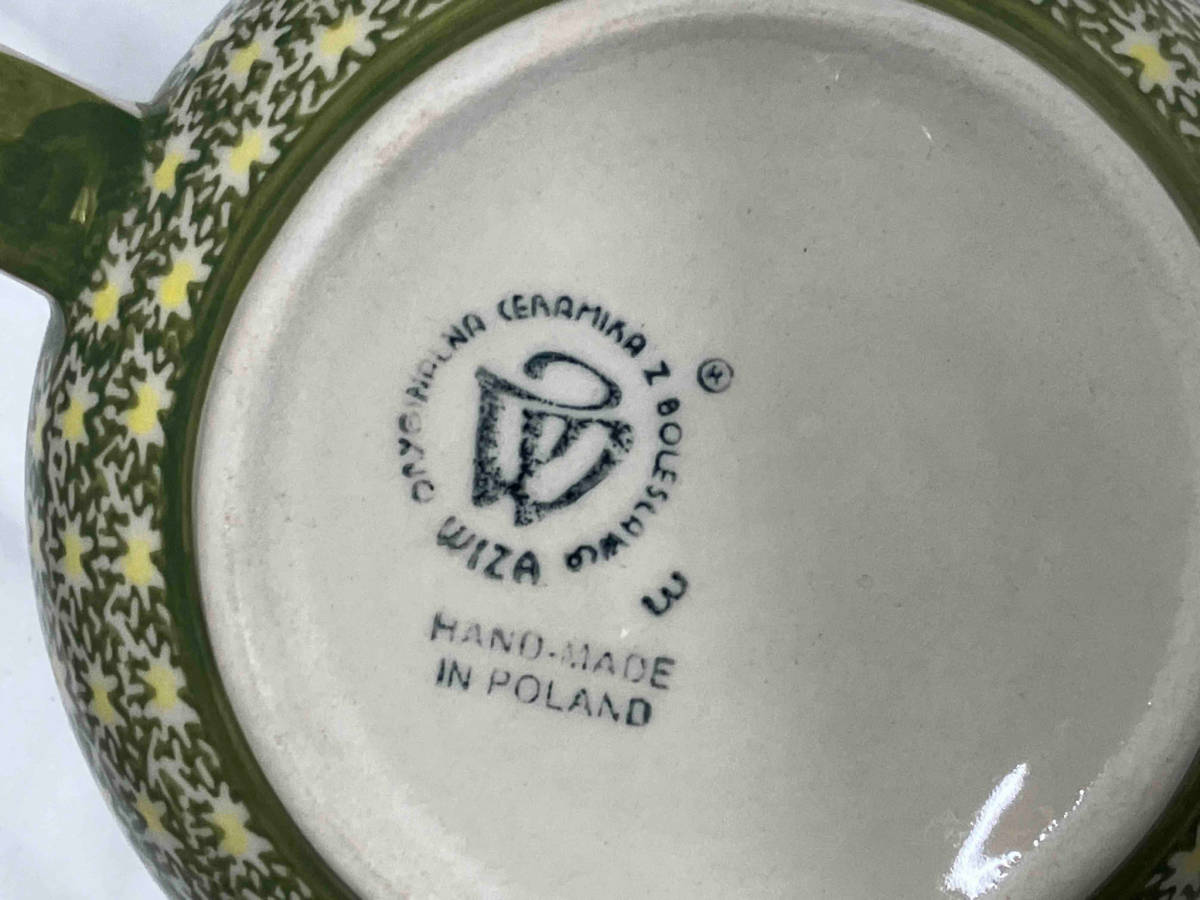 ORYGINALNA CERAMIKA Z BOLESŁAWCA
WIZA
®
3
HAND-MADE
IN POLAND